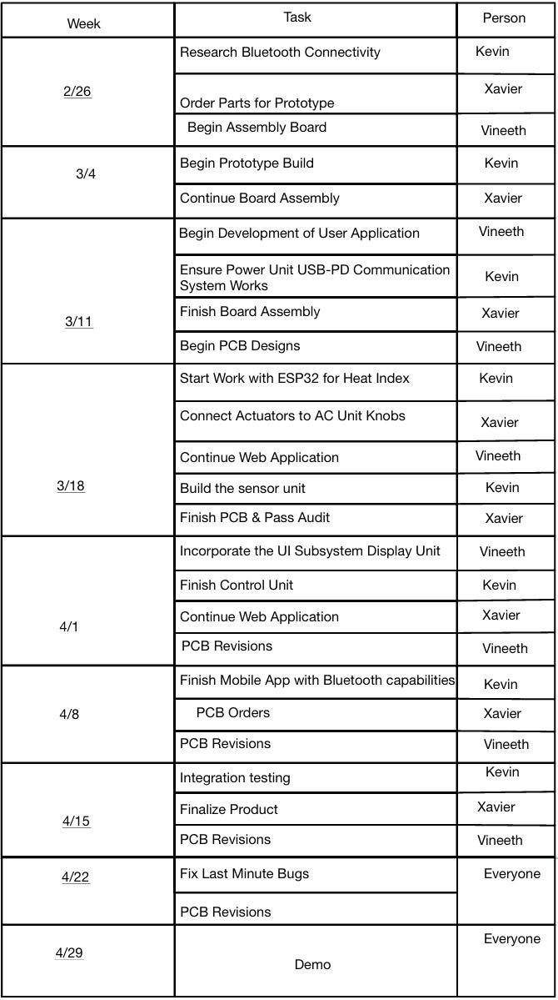 Week Task Person
2/26
Research Bluetooth Connectivity Kevin
Order Parts for Prototype Xavier
Begin Assembly Board Vineeth
3/4
Begin Prototype Build Kevin
Continue Board Assembly Xavier
3/11
Begin Development of User Application Vineeth
Ensure Power Unit USB-PD Communication
System Works Kevin
Finish Board Assembly Xavier
Begin PCB Designs Vineeth
3/18
Start Work with ESP32 for Heat Index Kevin
Connect Actuators to AC Unit Knobs Xavier
Continue Web Application Vineeth
Build the sensor unit Kevin
Finish PCB & Pass Audit Xavier
4/1
Incorporate the UI Subsystem Display Unit Vineeth
Finish Control Unit Kevin
Continue Web Application Xavier
PCB Revisions Vineeth
4/8
Finish Mobile App with Bluetooth capabilities Kevin
PCB Orders Xavier
PCB Revisions Vineeth
4/15
Integration testing Kevin
Finalize Product Xavier
PCB Revisions Vineeth
4/22
Fix Last Minute Bugs Everyone
PCB Revisions
4/29
Demo Everyone